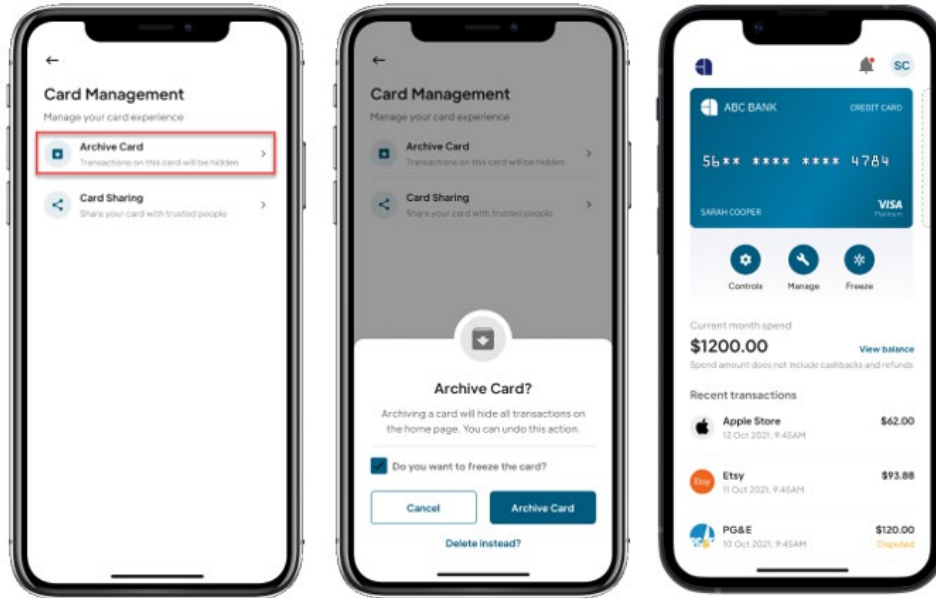 Card Management
Manage your card experience
Archive Card
Transactions on this card will be hidden
Card Sharing
Share your card with trusted people
Card Management
Manage your card experience
Archive Card
Transactions on this card will be hidden
Card Sharing
Share your card with trusted people
Archive Card?
Archiving a card will hide all transactions on
the home page. You can undo this action.
Do you want to freeze the card?
Cancel
Archive Card
Delete instead?
SC
ABC BANK
CREDIT CARD
56** **** **** 4784
SARAH COOPER
VISA
Platinum
Controls
Manage
Freeze
Current month spend
$1200.00
View balance
Spend amount does not include cashbacks and refunds
Recent transactions
Apple Store
$62.00
12 Oct 2021, 9:45AM
Etsy
Etsy
$93.88
11 Oct 2021, 9:45AM
PG&E
$120.00
10 Oct 2021, 9:45AM
Disputed